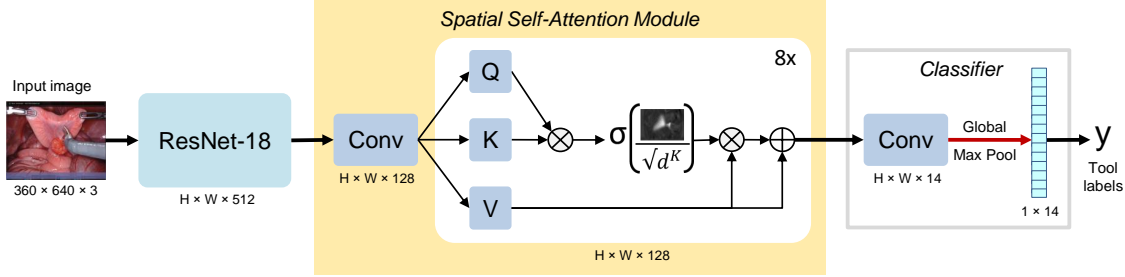 Spatial Self-Attention Module
Input image
360 × 640 × 3
ResNet-18
H × W × 512
Conv
H × W × 128
8x
Q
K
V
σ
√d^K
H × W × 128
Classifier
Conv
H × W × 14
Global
Max Pool
1 × 14
y
Tool
labels